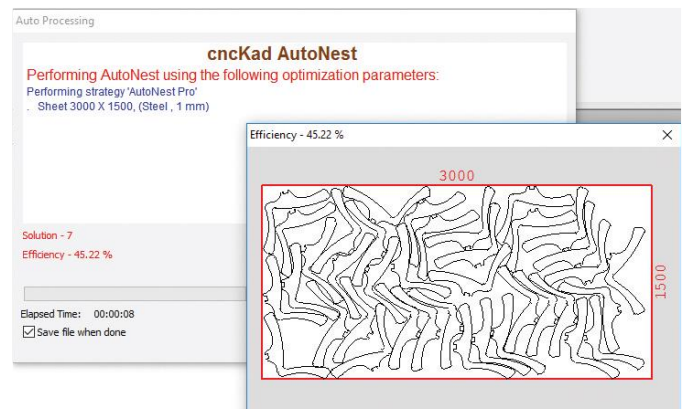 Auto Processing
cncKad AutoNest
Performing AutoNest using the following optimization parameters:
Performing strategy 'AutoNest Pro'
. Sheet 3000 X 1500, (Steel , 1 mm)
Efficiency - 45.22 %
3000
1500
Solution - 7
Efficiency - 45.22 %
Elapsed Time: 00:00:08
Save file when done